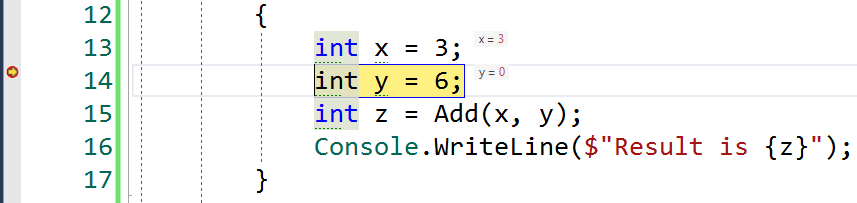 12 {
13 int x = 3; x = 3
14 int y = 6; y = 0
15 int z = Add(x, y);
16 Console.WriteLine($"Result is {z}");
17 }